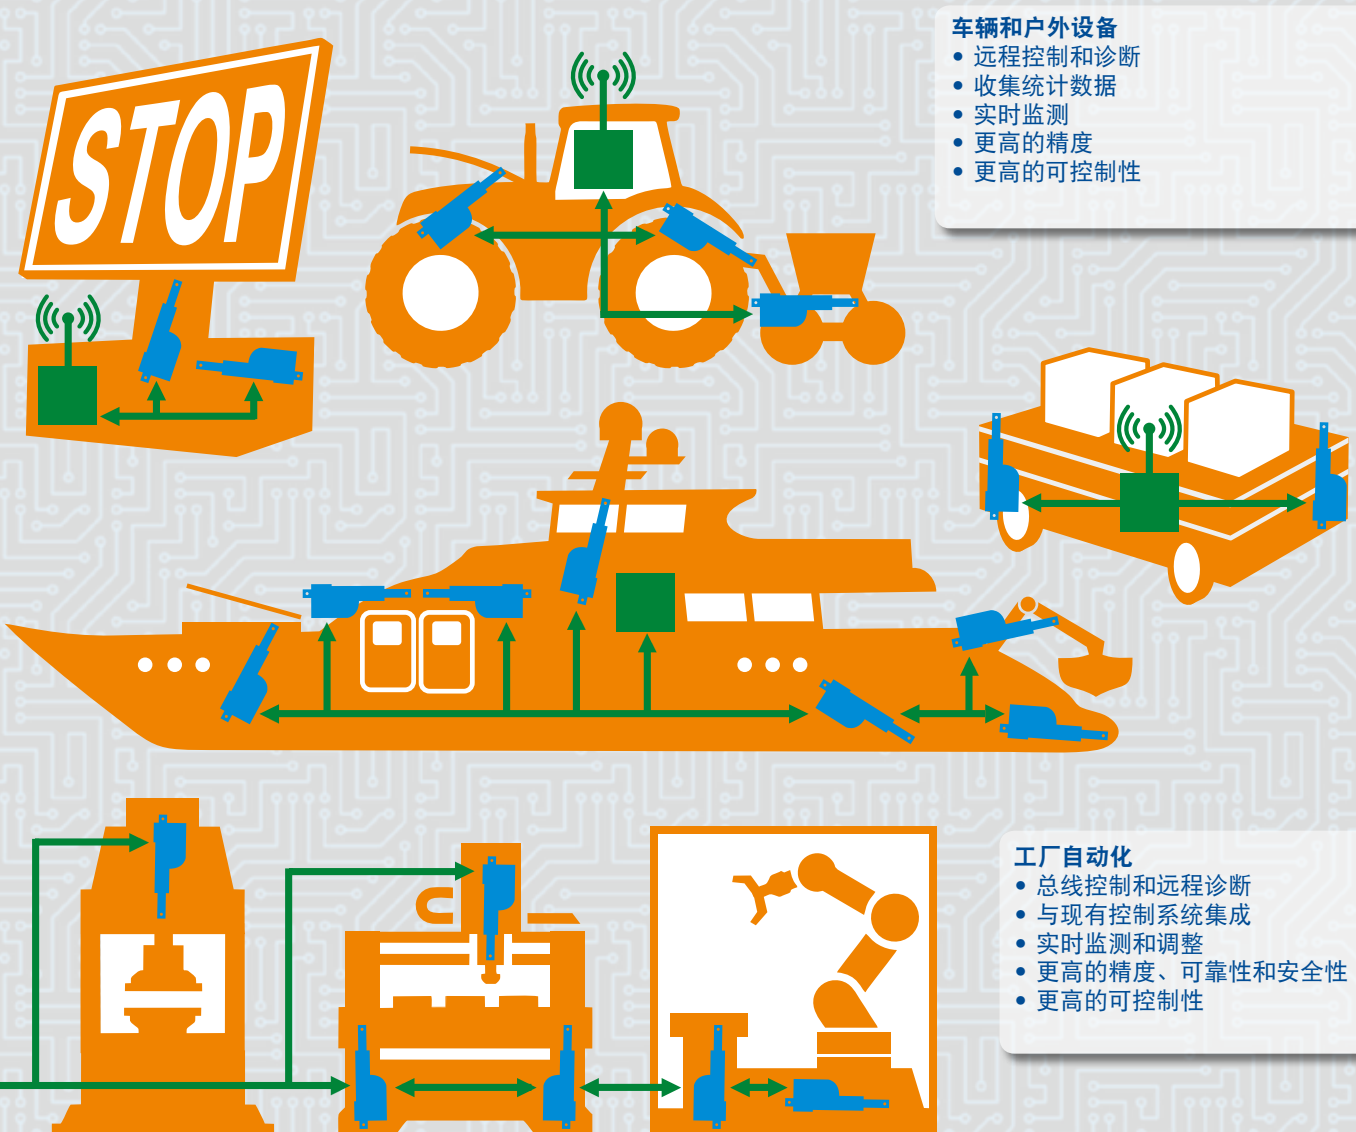 STOP
车辆和户外设备
• 远程控制和诊断
• 收集统计数据
• 实时监测
• 更高的精度
• 更高的可控制性
工厂自动化
• 总线控制和远程诊断
• 与现有控制系统集成
• 实时监测和调整
• 更高的精度、可靠性和安全性
• 更高的可控制性